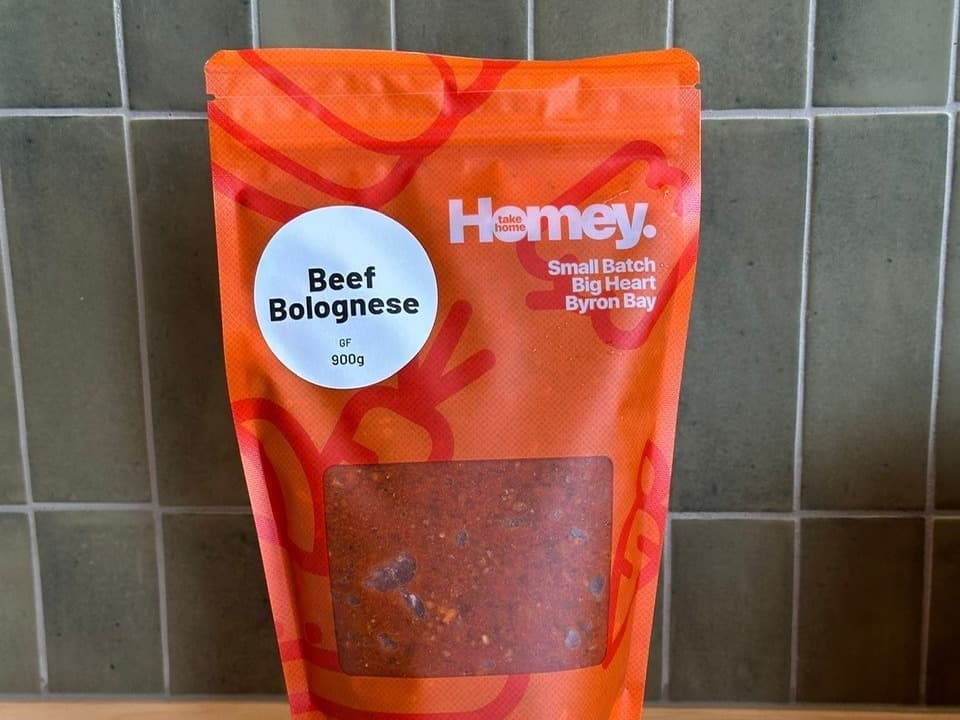 Beef
Bolognese
GF
900g
Homey.
take
home
Small Batch
Big Heart
Byron Bay